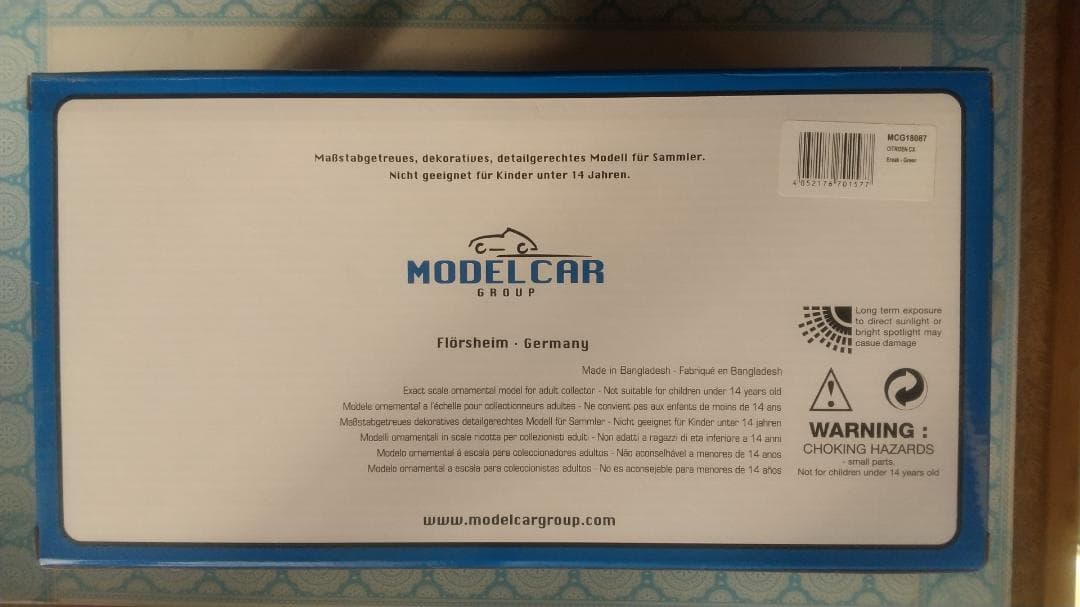 Maßstabgetreues, dekoratives, detailgerechtes Modell für Sammler.
Nicht geeignet für Kinder unter 14 Jahren.
MCG18087
CITROEN CX
Break - Green
4 052176 701577
MODELCAR
GROUP
Flörsheim · Germany
Long term exposure
to direct sunlight or
bright spotlight may
casue damage
Made in Bangladesh - Fabriqué en Bangladesh
Exact scale ornamental model for adult collector - Not suitable for children under 14 years old
Modele ornemental a l'échelle pour collectionneurs adultes - Ne convient pas aux enfants de moins de 14 ans
Maßstabgetreues dekoratives detailgerechtes Modell für Sammler - Nicht geeignet für Kinder unter 14 jahren
Modelli ornamentali in scale ricotta per collezionisti adulti - Non adatti a ragazzi di eta inferiore a 14 anni
Modelo ornamental á escala para coleccionadores adultos - Não aconselhável a menores de 14 anos
Modelo ornamental a escala para coleccionistas adultos - No es aconsejable para menores de 14 años
WARNING :
CHOKING HAZARDS
- small parts.
Not for children under 14 years old
www.modelcargroup.com